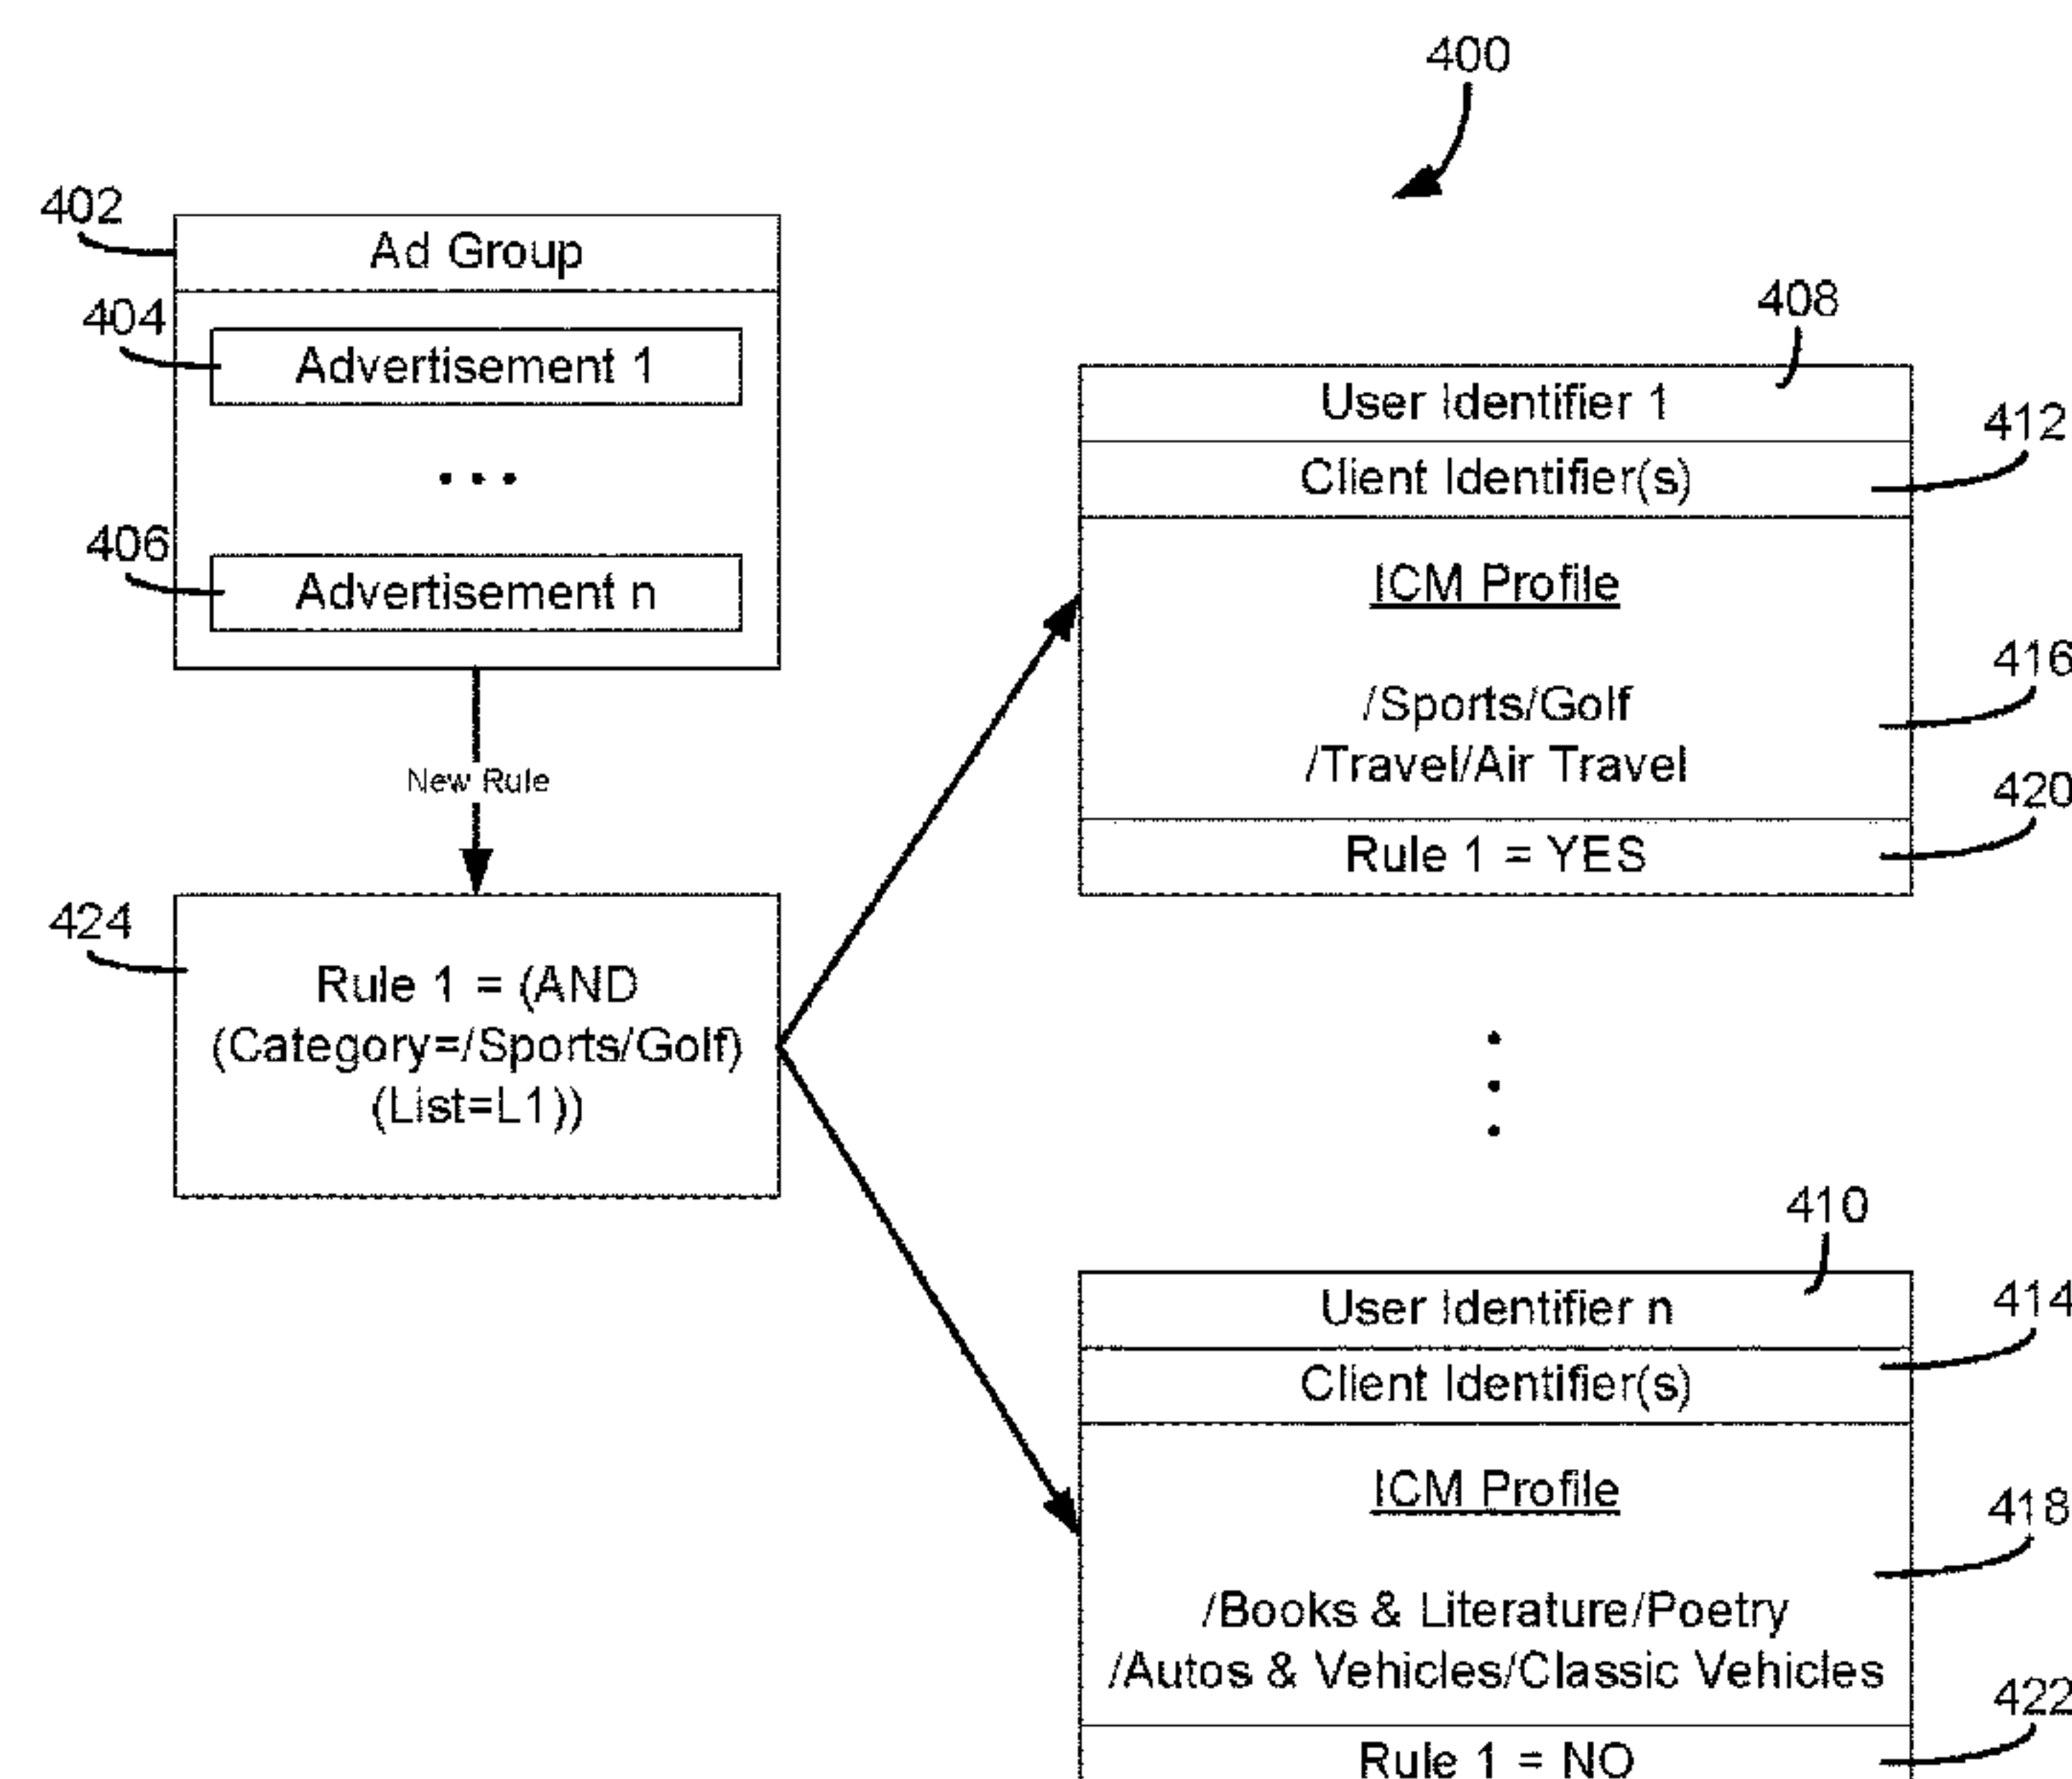 400
402
Ad Group
404
Advertisement 1
...
406
Advertisement n
New Rule
424
Rule 1 = (AND
(Category=/Sports/Golf)
(List=L1))
408
User Identifier 1
412
Client Identifier(s)
ICM Profile
416
/Sports/Golf
/Travel/Air Travel
420
Rule 1 = YES
410
User Identifier n
414
Client Identifier(s)
ICM Profile
418
/Books & Literature/Poetry
/Autos & Vehicles/Classic Vehicles
422
Rule 1 = NO